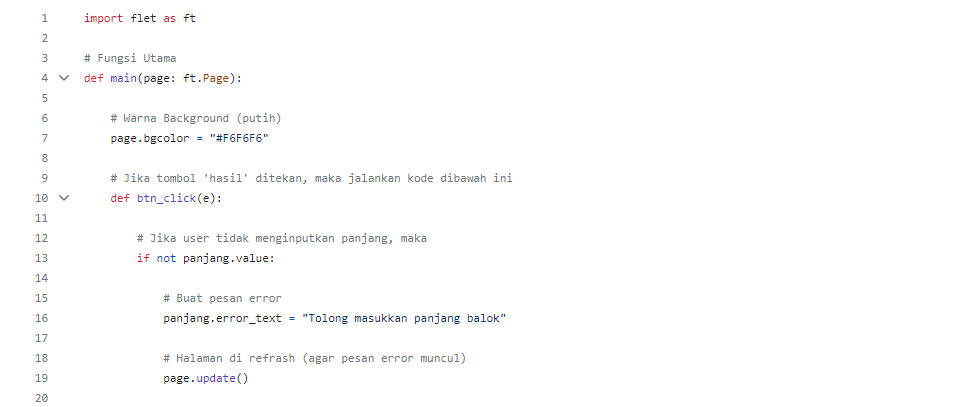 1 import flet as ft
2
3 # Fungsi Utama
4 def main(page: ft.Page):
5
6 # Warna Background (putih)
7 page.bgcolor = "#F6F6F6"
8
9 # Jika tombol 'hasil' ditekan, maka jalankan kode dibawah ini
10 def btn_click(e):
11
12 # Jika user tidak menginputkan panjang, maka
13 if not panjang.value:
14
15 # Buat pesan error
16 panjang.error_text = "Tolong masukkan panjang balok"
17
18 # Halaman di refrash (agar pesan error muncul)
19 page.update()
20